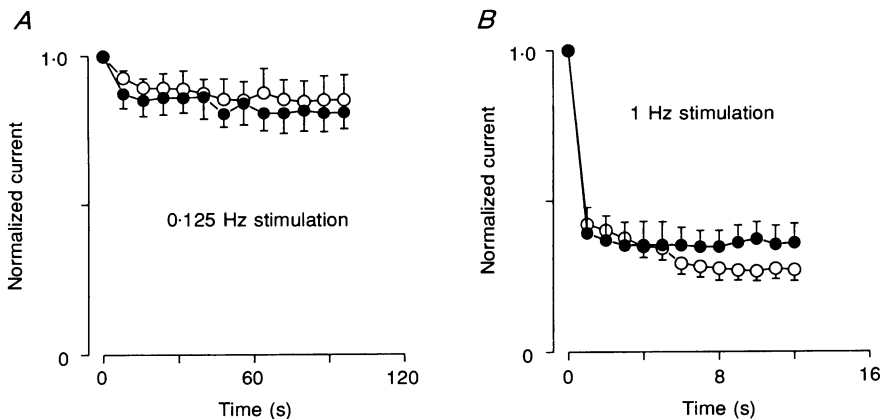 A
1·0
Normalized current
0·125 Hz stimulation
0
0
60
120
Time (s)
B
1·0
Normalized current
1 Hz stimulation
0
0
8
16
Time (s)